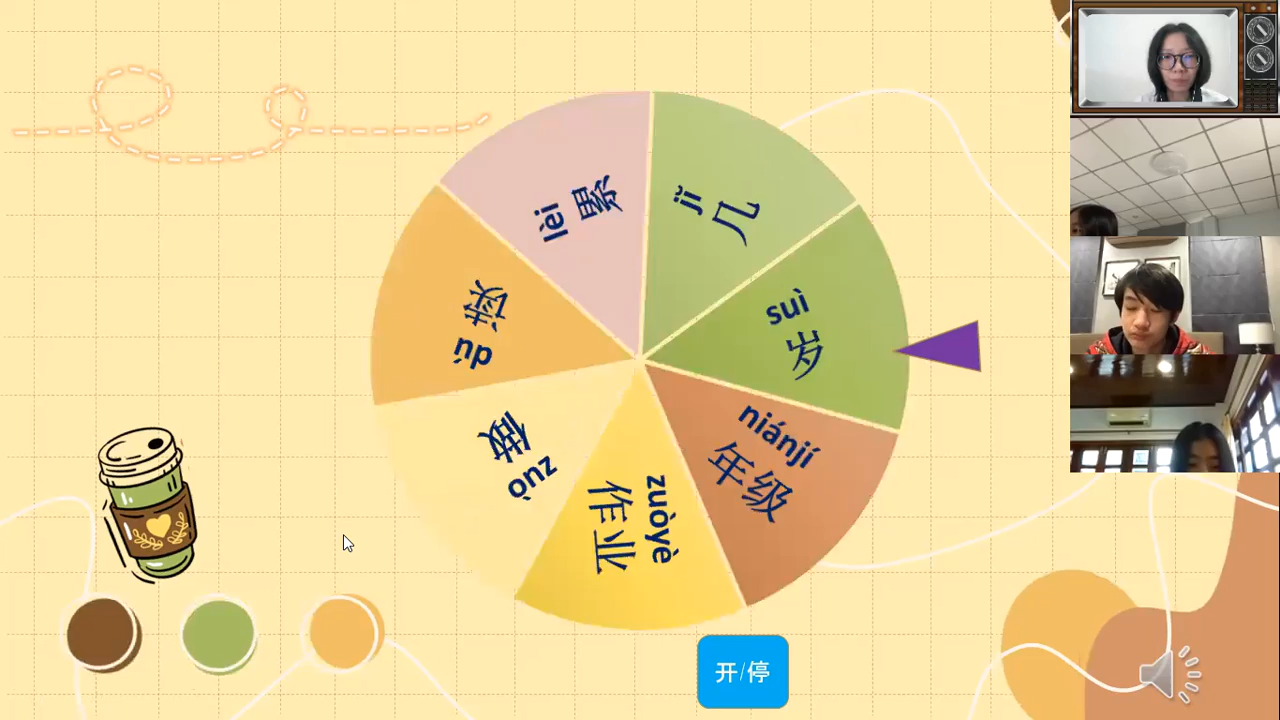 jǐ
几
suì
岁
niánjí
年级
zuòyè
作业
zuò
做
dú
读
lèi
累
开/停